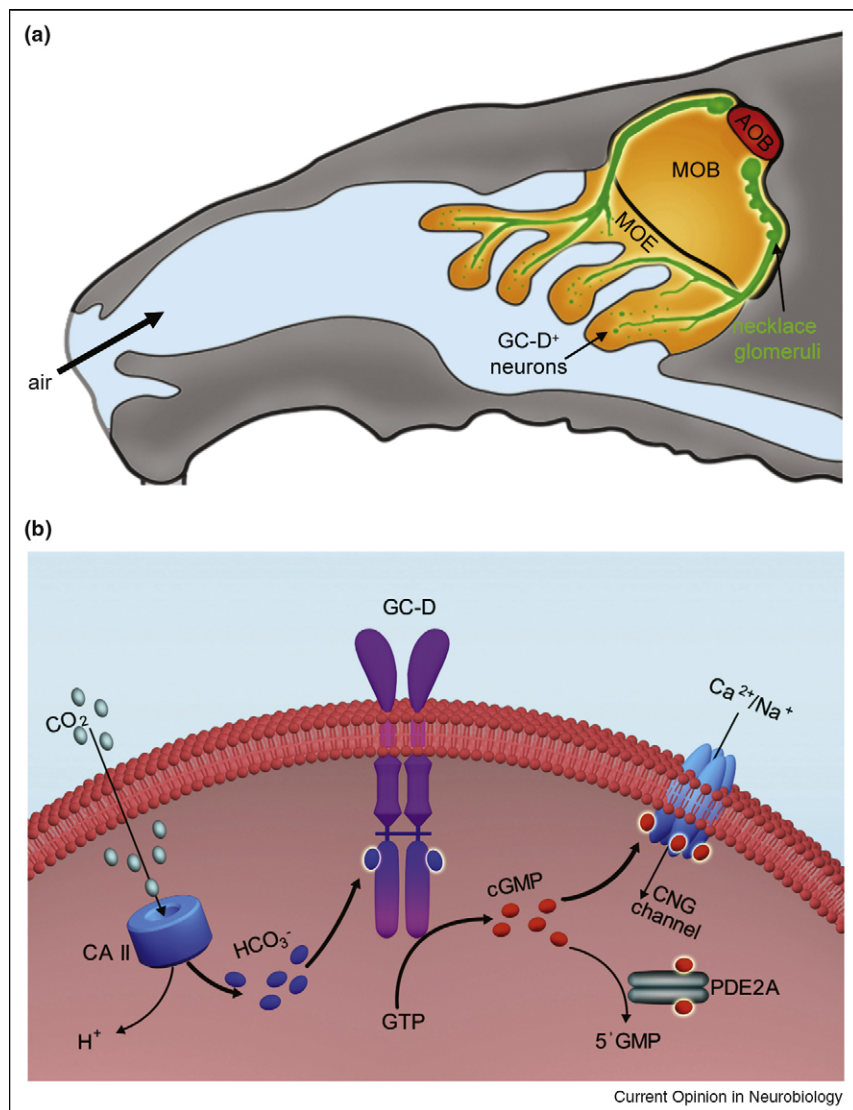 (a)
AOB
MOB
MOE
GC-D⁺
neurons
necklace
glomeruli
air
(b)
GC-D
CO₂
Ca²⁺/Na⁺
CA II
HCO₃⁻
cGMP
CNG
channel
PDE2A
GTP
H⁺
5′GMP
Current Opinion in Neurobiology